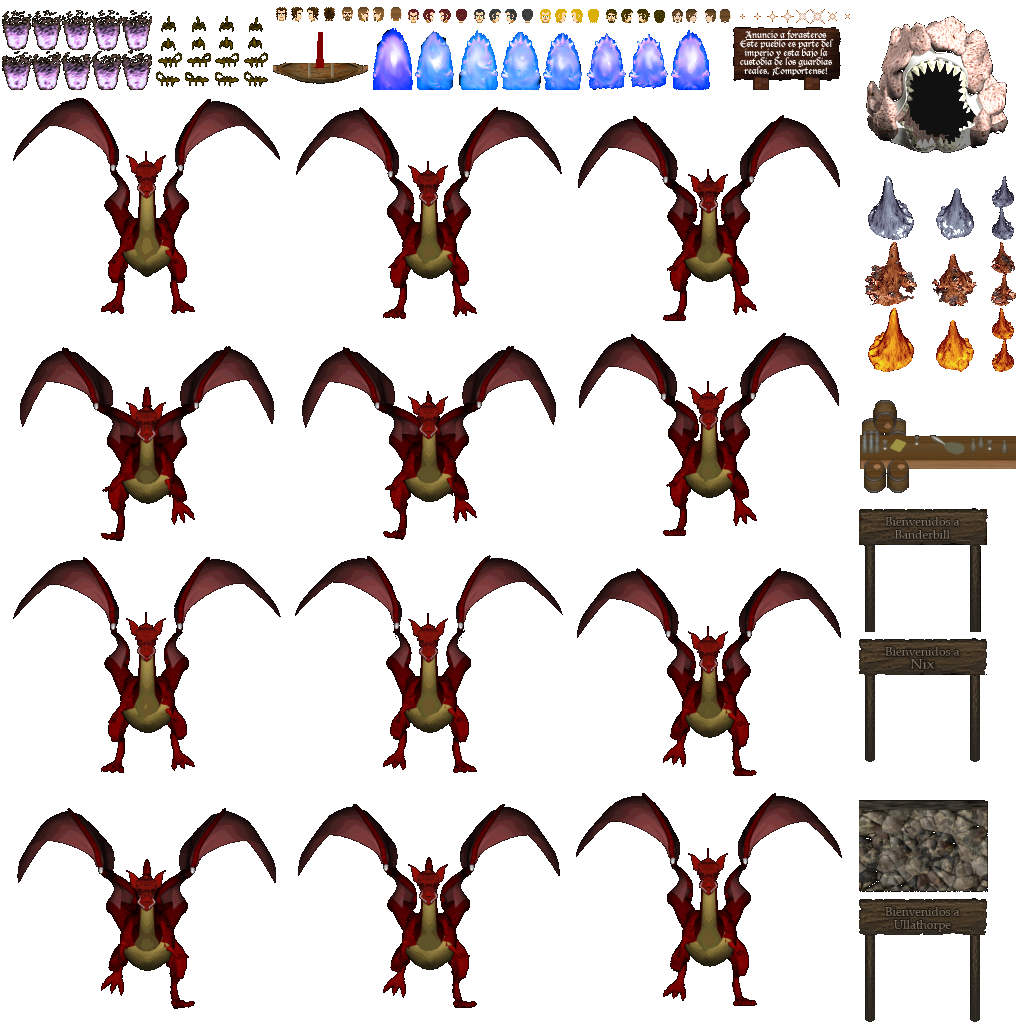 Anuncio a forasteros
Este pueblo es parte del
imperio y esta bajo la
custodia de los guardias
reales. ¡Comportense!
Bienvenidos a
Banderbill
Bienvenidos a
Nix
Bienvenidos a
Ullathorpe